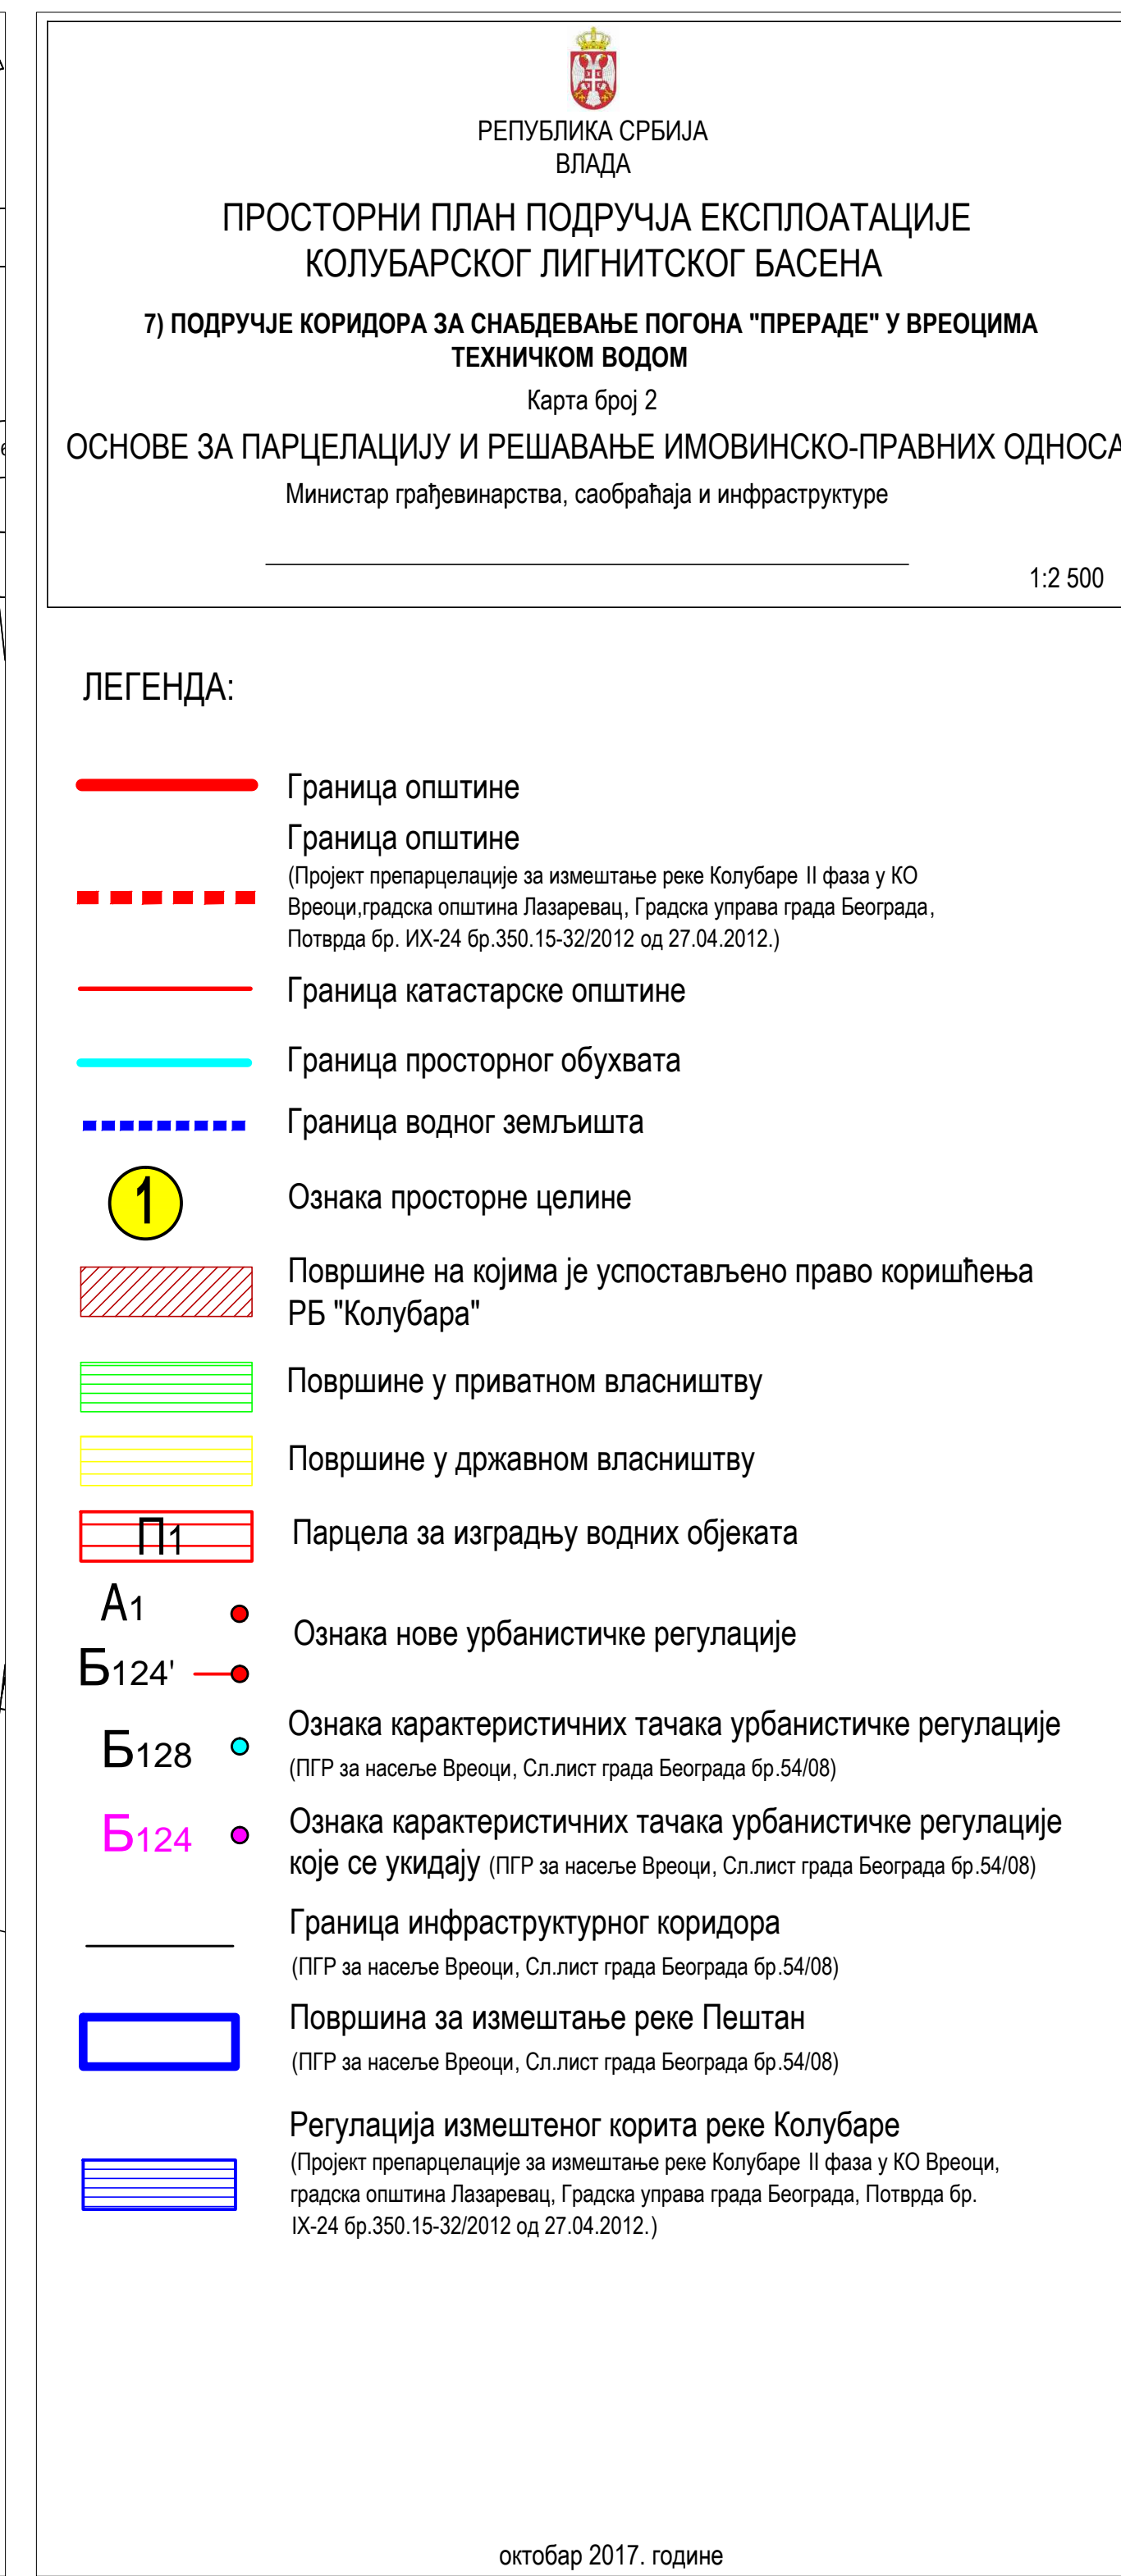 РЕПУБЛИКА СРБИЈА
ВЛАДА
ПРОСТОРНИ ПЛАН ПОДРУЧЈА ЕКСПЛОАТАЦИЈЕ
КОЛУБАРСКОГ ЛИГНИТСКОГ БАСЕНА
7) ПОДРУЧЈЕ КОРИДОРА ЗА СНАБДЕВАЊЕ ПОГОНА "ПРЕРАДЕ" У ВРЕОЦИМА
ТЕХНИЧКОМ ВОДОМ
Карта број 2
ОСНОВЕ ЗА ПАРЦЕЛАЦИЈУ И РЕШАВАЊЕ ИМОВИНСКО-ПРАВНИХ ОДНОСА
Министар грађевинарства, саобраћаја и инфраструктуре
1:2 500
ЛЕГЕНДА:
Граница општине
Граница општине
(Пројект препарцелације за измештање реке Колубаре II фаза у КО
Вреоци,градска општина Лазаревац, Градска управа града Београда,
Потврда бр. ИХ-24 бр.350.15-32/2012 од 27.04.2012.)
Граница катастарске општине
Граница просторног обухвата
Граница водног земљишта
1 Ознака просторне целине
Површине на којима је успостављено право коришћења
РБ "Колубара"
Површине у приватном власништву
Површине у државном власништву
П1 Парцела за изградњу водних објеката
А1
Ознака нове урбанистичке регулације
Б124'
Ознака карактеристичних тачака урбанистичке регулације
Б128
(ПГР за насеље Вреоци, Сл.лист града Београда бр.54/08)
Ознака карактеристичних тачака урбанистичке регулације
Б124
које се укидају (ПГР за насеље Вреоци, Сл.лист града Београда бр.54/08)
Граница инфраструктурног коридора
(ПГР за насеље Вреоци, Сл.лист града Београда бр.54/08)
Површина за измештање реке Пештан
(ПГР за насеље Вреоци, Сл.лист града Београда бр.54/08)
Регулација измештеног корита реке Колубаре
(Пројект препарцелације за измештање реке Колубаре II фаза у КО Вреоци,
градска општина Лазаревац, Градска управа града Београда, Потврда бр.
IX-24 бр.350.15-32/2012 од 27.04.2012.)
октобар 2017. године